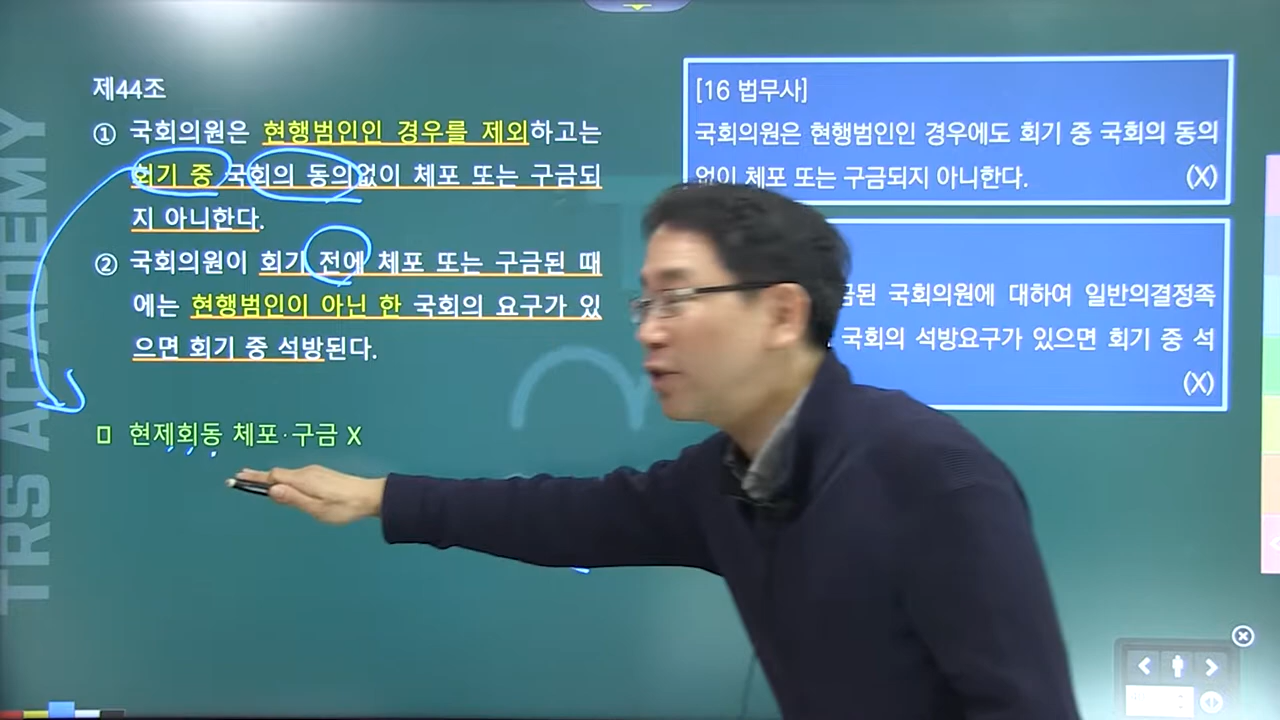 제44조
① 국회의원은 현행범인인 경우를 제외하고는
회기 중 국회의 동의없이 체포 또는 구금되
지 아니한다.
② 국회의원이 회기 전에 체포 또는 구금된 때
에는 현행범인이 아닌 한 국회의 요구가 있
으면 회기 중 석방된다.
□ 현제회동 체포·구금 X
[16 법무사]
국회의원은 현행범인인 경우에도 회기 중 국회의 동의
없이 체포 또는 구금되지 아니한다. (X)
된 국회의원에 대하여 일반의결정족
국회의 석방요구가 있으면 회기 중 석
(X)
TRS ACADEMY